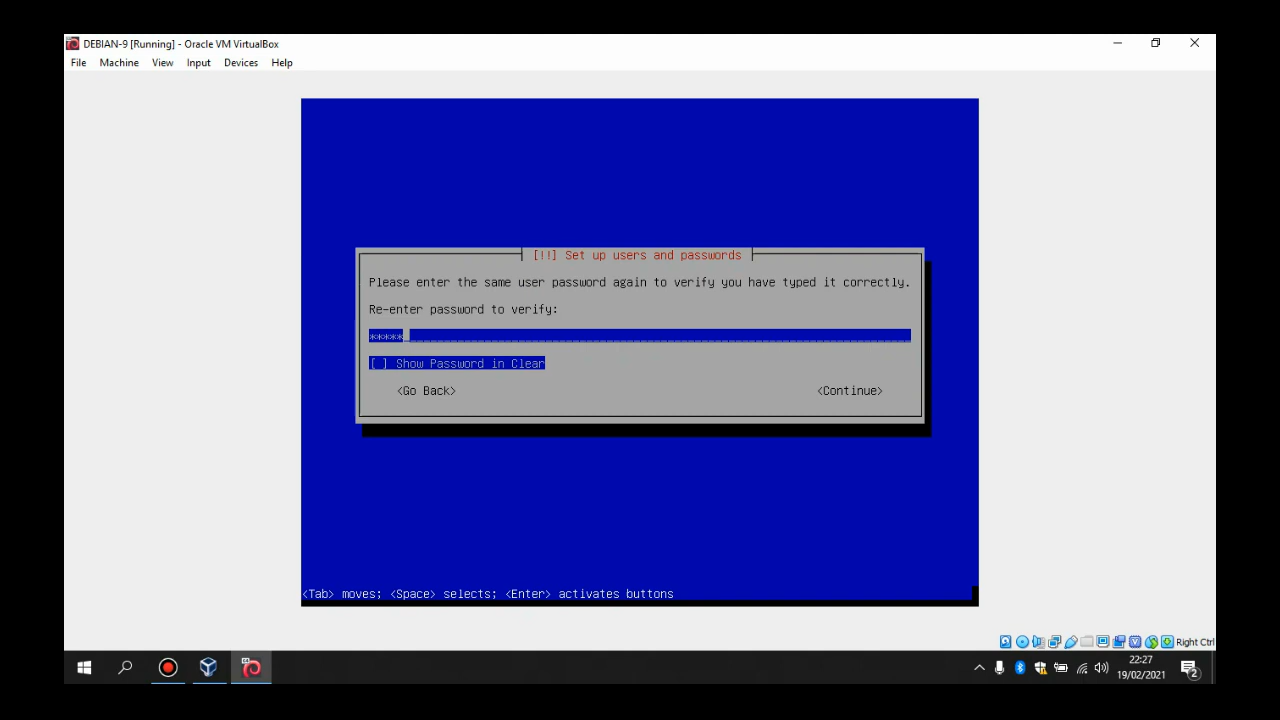 DEBIAN-9 [Running] - Oracle VM VirtualBox
File Machine View Input Devices Help
[!!] Set up users and passwords
Please enter the same user password again to verify you have typed it correctly.
Re-enter password to verify:
*****
[ ] Show Password in Clear
<Go Back> <Continue>
<Tab> moves; <Space> selects; <Enter> activates buttons
Right Ctrl
22:27
19/02/2021
2